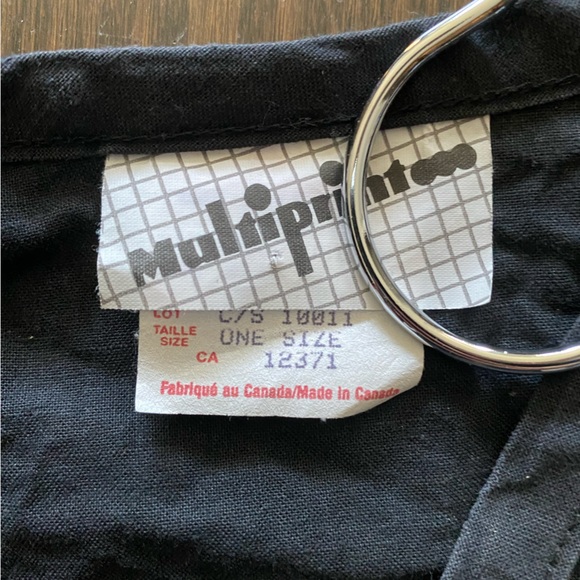 Multiprint
LOT C/S 10011
TAILLE
SIZE ONE SIZE
CA 12371
Fabriqué au Canada/Made in Canada